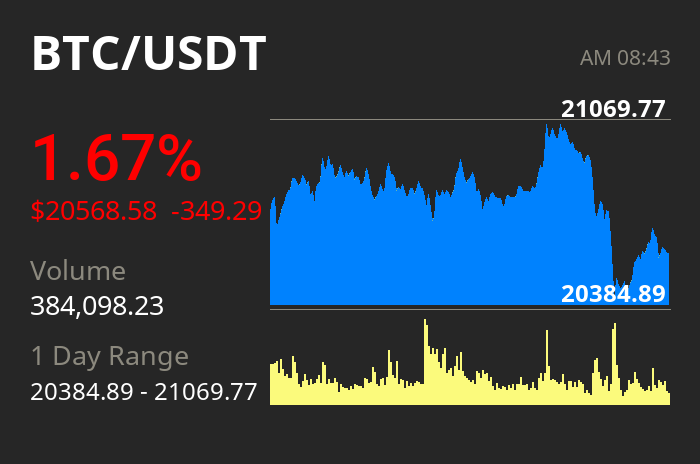 BTC/USDT
AM 08:43
21069.77
1.67%
$20568.58 -349.29
Volume
384,098.23
20384.89
1 Day Range
20384.89 - 21069.77